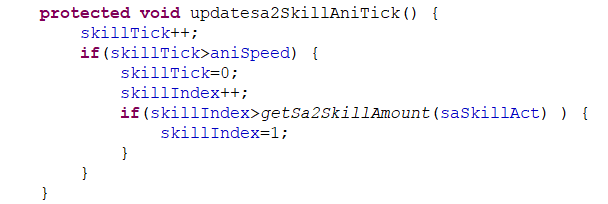 protected void updatesa2SkillAniTick() {
skillTick++;
if(skillTick>aniSpeed) {
skillTick=0;
skillIndex++;
if(skillIndex>getSa2SkillAmount(saSkillAct) ) {
skillIndex=1;
}
}
}